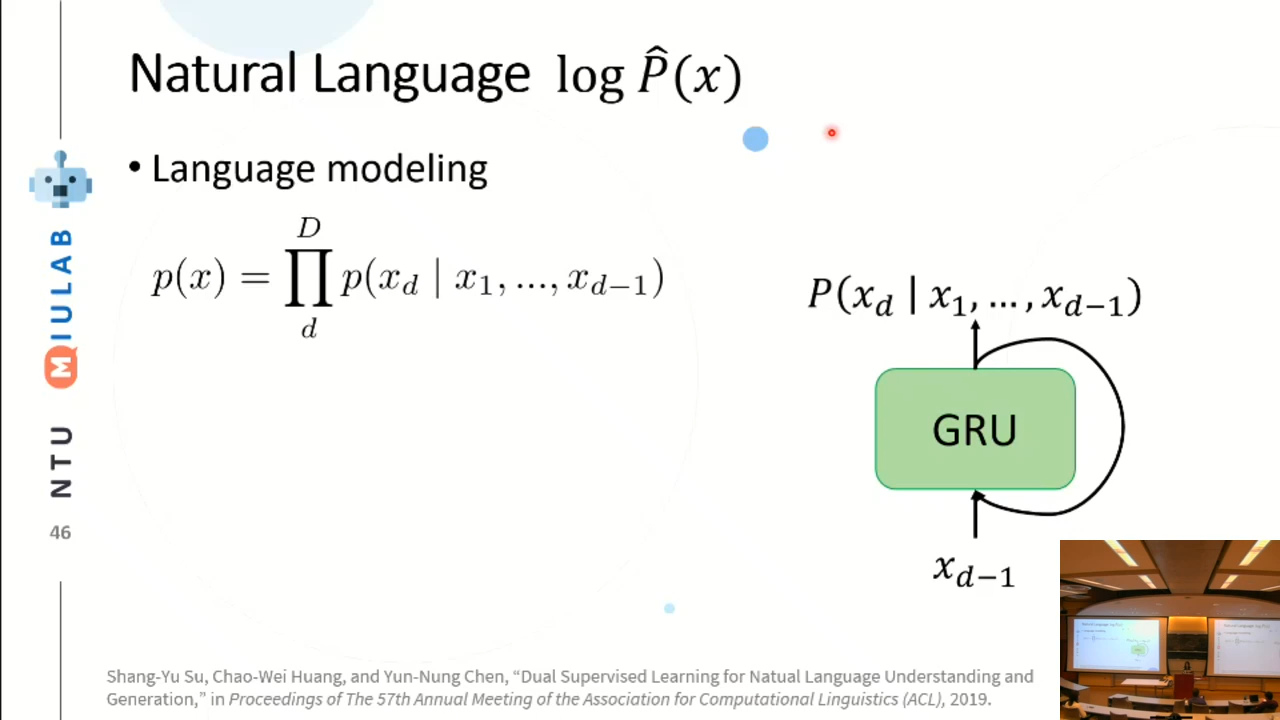 Natural Language log P̂(x)
• Language modeling
p(x) = ∏_d^D p(x_d | x_1, ..., x_{d−1})
P(x_d | x_1, … , x_{d−1})
GRU
x_{d−1}
NTU MIULAB
46
Shang-Yu Su, Chao-Wei Huang, and Yun-Nung Chen, “Dual Supervised Learning for Natual Language Understanding and
Generation,” in Proceedings of The 57th Annual Meeting of the Association for Computational Linguistics (ACL), 2019.